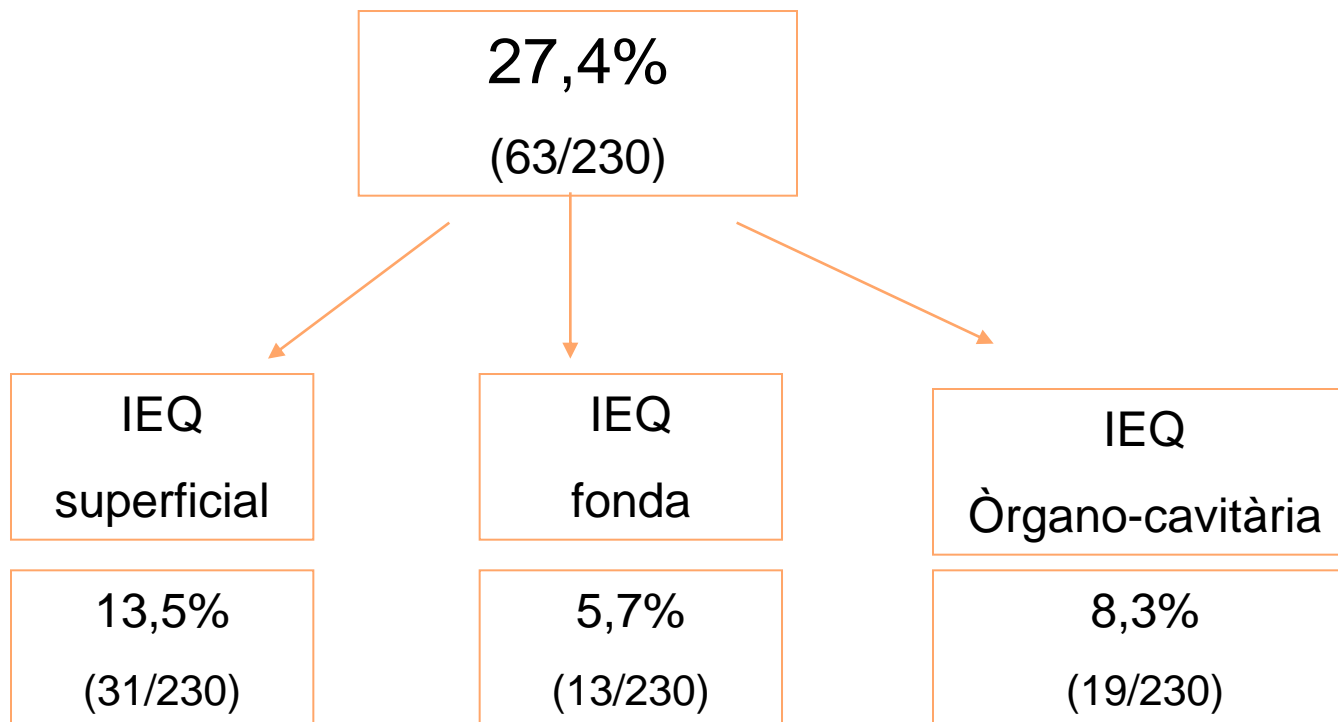 27,4%
(63/230)
IEQ
superficial
IEQ
fonda
IEQ
Òrgano-cavitària
13,5%
(31/230)
5,7%
(13/230)
8,3%
(19/230)